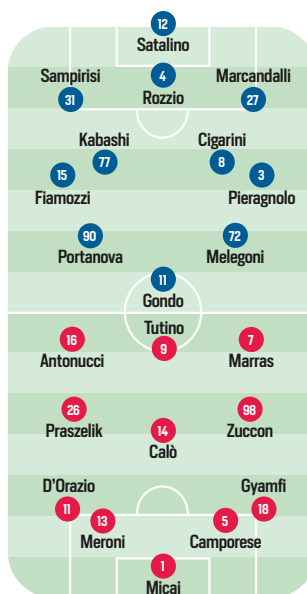 12
Satalino
Sampirisi 4 Marcandalli
31 Rozzio 27
Kabashi Cigarini
77 8
15 3
Fiamozzi Pieragnolo
90 72
Portanova Melegoni
11
Gondo
Tutino
16 9 7
Antonucci Marras
26 98
Praszelik 14 Zuccon
Calò
D'Orazio Gyamfi
11 13 5 18
Meroni Camporese
1
Micai